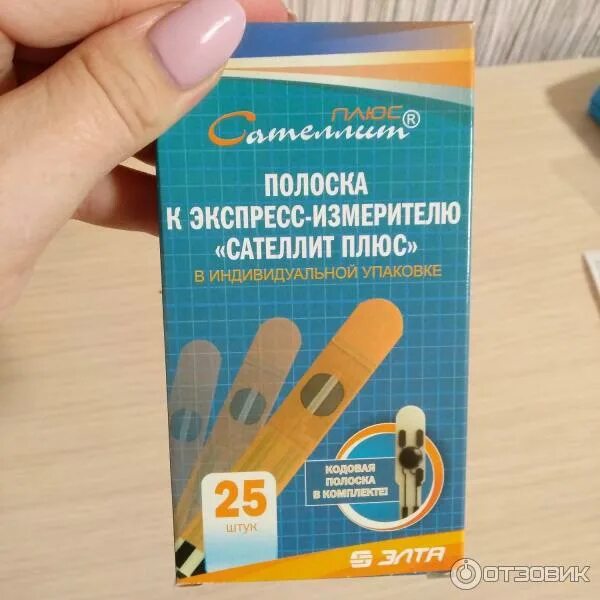 ПЛЮС
Сателлит®
ПОЛОСКА
К ЭКСПРЕСС-ИЗМЕРИТЕЛЮ
«САТЕЛЛИТ ПЛЮС»
В ИНДИВИДУАЛЬНОЙ УПАКОВКЕ
КОДОВАЯ
ПОЛОСКА
В КОМПЛЕКТЕ!
25
штук
ЭЛТА
ОТЗОВИК